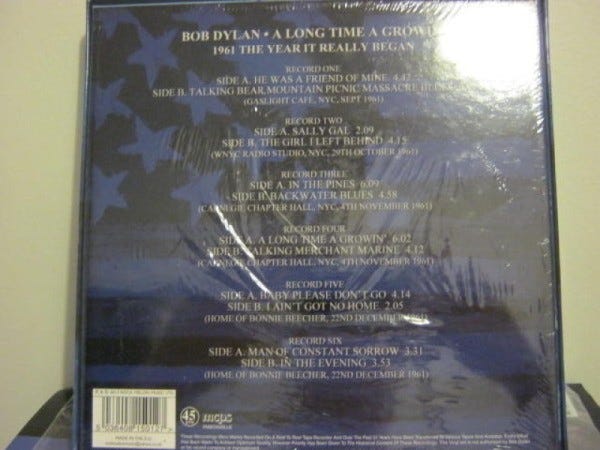 BOB DYLAN • A LONG TIME A GROWIN'
1961 THE YEAR IT REALLY BEGAN
RECORD ONE
SIDE A. HE WAS A FRIEND OF MINE 4.47
SIDE B. TALKING BEAR MOUNTAIN PICNIC MASSACRE BLUES
(GASLIGHT CAFE, NYC, SEPT 1961)
RECORD TWO
SIDE A. SALLY GAL 2.09
SIDE B. THE GIRL I LEFT BEHIND 4.15
(WNYC RADIO STUDIO, NYC, 29TH OCTOBER 1961)
RECORD THREE
SIDE A. IN THE PINES 6.09
SIDE B. BACKWATER BLUES 4.58
(CARNEGIE CHAPTER HALL, NYC, 4TH NOVEMBER 1961)
RECORD FOUR
SIDE A. A LONG TIME A GROWIN' 6.02
SIDE B. TALKING MERCHANT MARINE 4.12
(CARNEGIE CHAPTER HALL, NYC, 4TH NOVEMBER 1961)
RECORD FIVE
SIDE A. BABY PLEASE DON'T GO 4.14
SIDE B. I AIN'T GOT NO HOME 2.05
(HOME OF BONNIE BEECHER, 22ND DECEMBER 1961)
RECORD SIX
SIDE A. MAN OF CONSTANT SORROW 3.31
SIDE B. IN THE EVENING 3.53
(HOME OF BONNIE BEECHER, 22ND DECEMBER 1961)
MADE IN THE E.U.
45 mcps